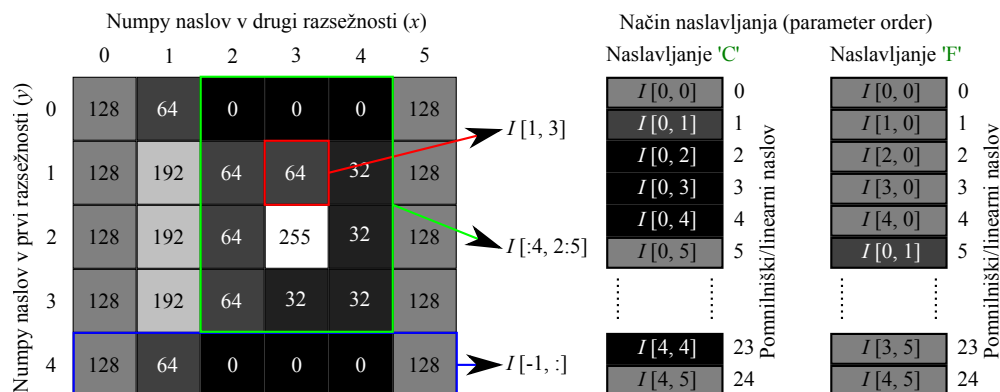 Numpy naslov v drugi razsežnosti (x)
0 1 2 3 4 5
Numpy naslov v prvi razsežnosti (y)
0 128 64 0 0 0 128
1 128 192 64 64 32 128
2 128 192 64 255 32 128
3 128 192 64 32 32 128
4 128 64 0 0 0 128
I [1, 3]
I [:4, 2:5]
I [-1, :]
Način naslavljanja (parameter order)
Naslavljanje 'C'
I [0, 0] 0
I [0, 1] 1
I [0, 2] 2
I [0, 3] 3
I [0, 4] 4
I [0, 5] 5
I [4, 4] 23
I [4, 5] 24
Pomnilniški/linearni naslov
Naslavljanje 'F'
I [0, 0] 0
I [1, 0] 1
I [2, 0] 2
I [3, 0] 3
I [4, 0] 4
I [0, 1] 5
I [3, 5] 23
I [4, 5] 24
Pomnilniški/linearni naslov